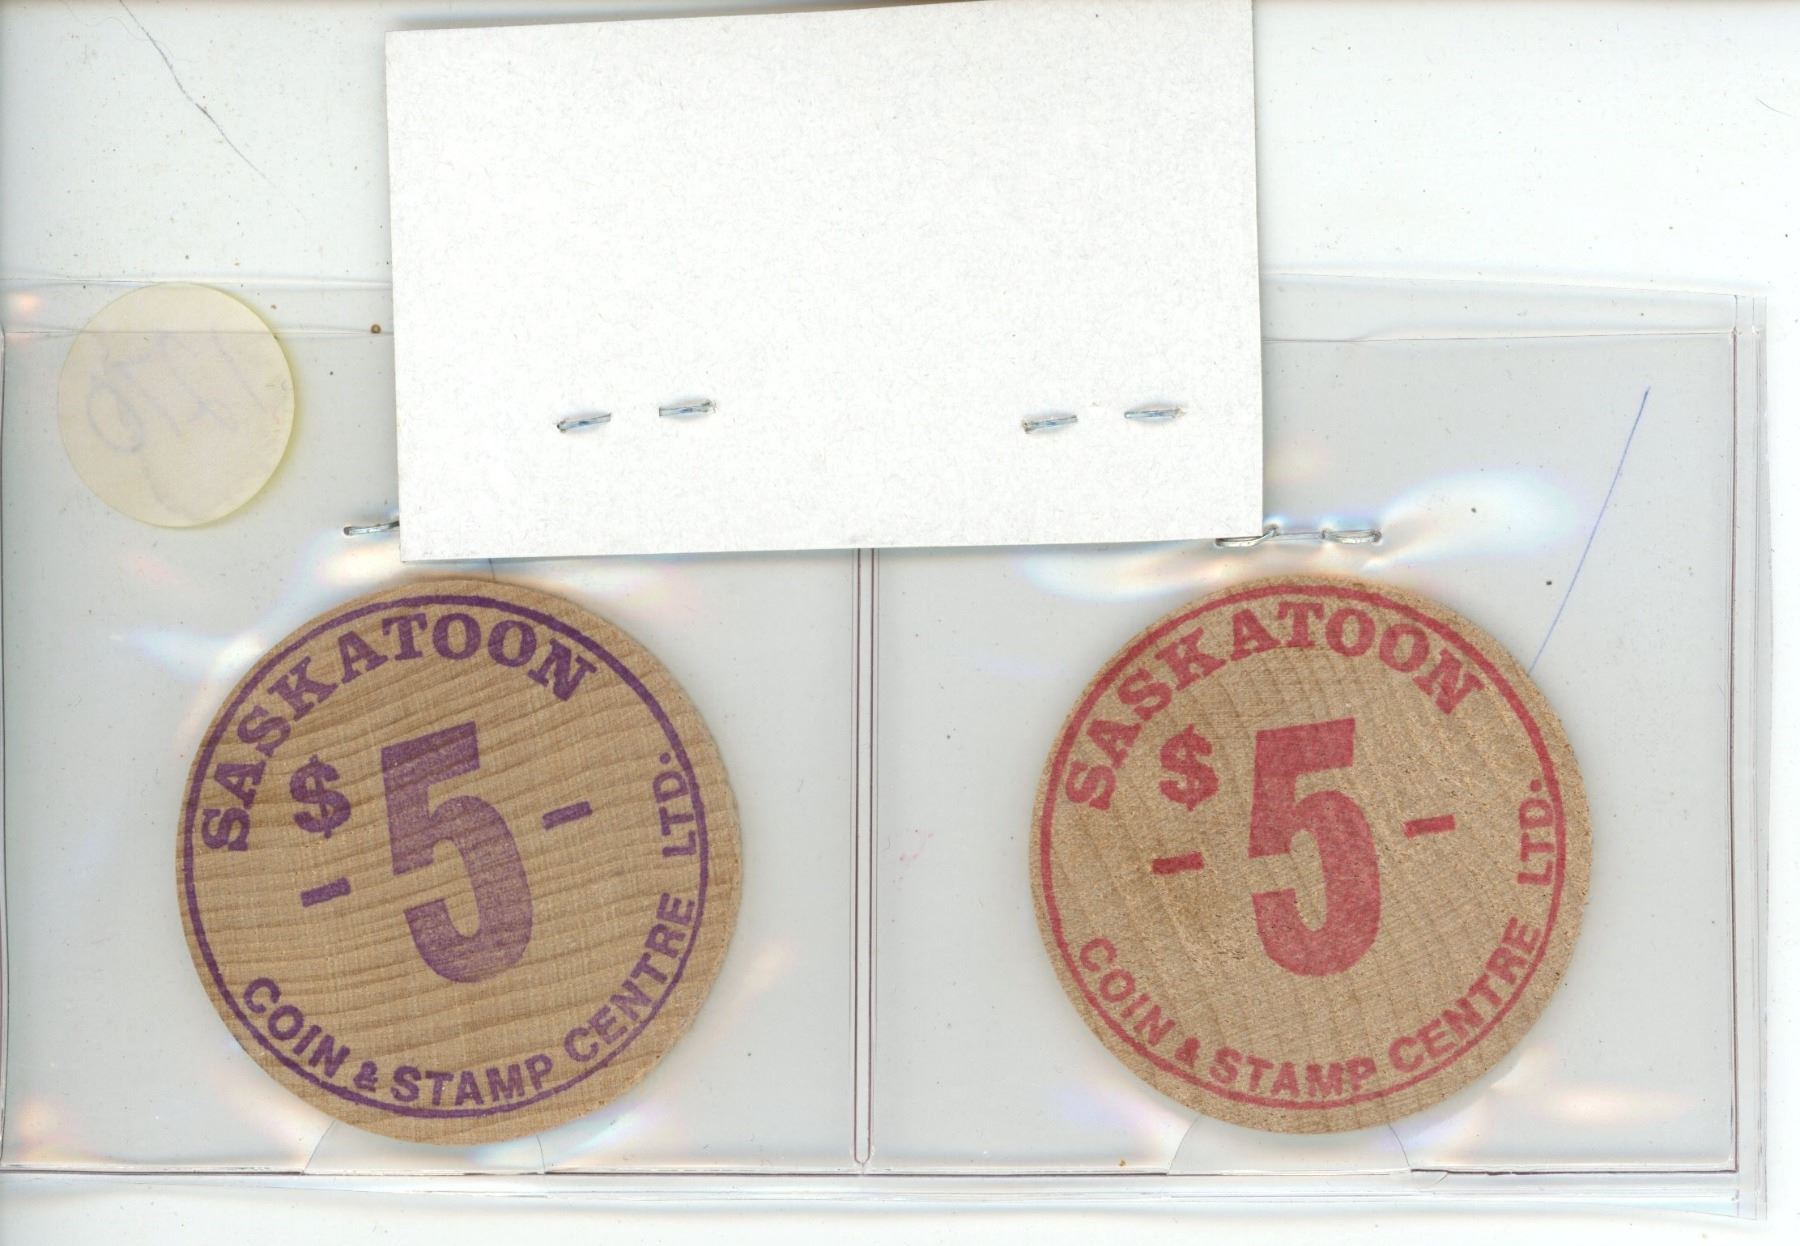 SASKATOON
$
- 5 -
COIN & STAMP CENTRE LTD.
SASKATOON
$
- 5 -
COIN & STAMP CENTRE LTD.